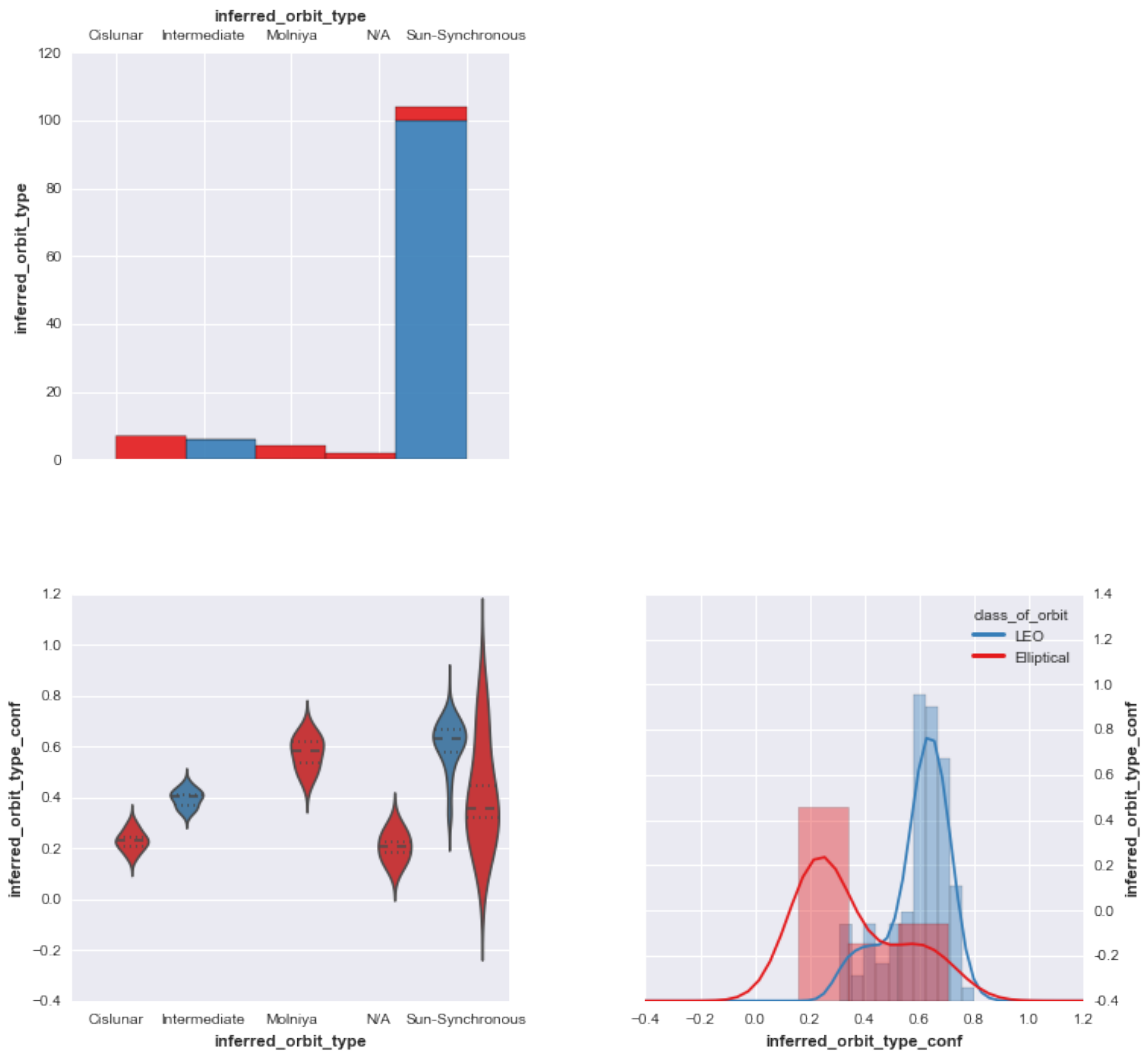 inferred_orbit_type
Cislunar Intermediate Molniya N/A Sun-Synchronous
120
100
80
60
40
20
0
inferred_orbit_type
1.2
1.0
0.8
0.6
0.4
0.2
0.0
−0.2
−0.4
inferred_orbit_type_conf
Cislunar Intermediate Molniya N/A Sun-Synchronous
inferred_orbit_type
class_of_orbit
LEO
Elliptical
1.4
1.2
1.0
0.8
0.6
0.4
0.2
0.0
−0.2
−0.4
inferred_orbit_type_conf
−0.4 −0.2 0.0 0.2 0.4 0.6 0.8 1.0 1.2
inferred_orbit_type_conf